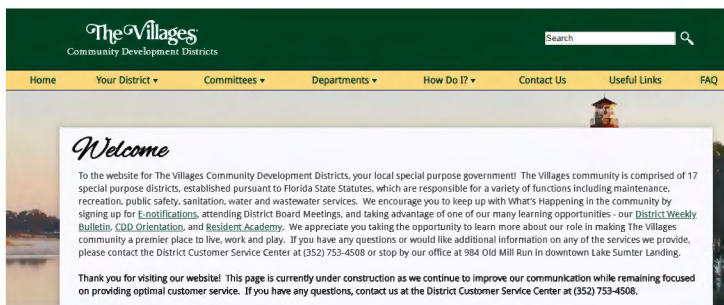 The Villages
Community Development Districts
Search
Home Your District ▾ Committees ▾ Departments ▾ How Do I? ▾ Contact Us Useful Links FAQ
Welcome
To the website for The Villages Community Development Districts, your local special purpose government! The Villages community is comprised of 17
special purpose districts, established pursuant to Florida State Statutes, which are responsible for a variety of functions including maintenance,
recreation, public safety, sanitation, water and wastewater services. We encourage you to keep up with What's Happening in the community by
signing up for E-notifications, attending District Board Meetings, and taking advantage of one of our many learning opportunities - our District Weekly
Bulletin, CDD Orientation, and Resident Academy. We appreciate you taking the opportunity to learn more about our role in making The Villages
community a premier place to live, work and play. If you have any questions or would like additional information on any of the services we provide,
please contact the District Customer Service Center at (352) 753-4508 or stop by our office at 984 Old Mill Run in downtown Lake Sumter Landing.
Thank you for visiting our website! This page is currently under construction as we continue to improve our communication while remaining focused
on providing optimal customer service. If you have any questions, contact us at the District Customer Service Center at (352) 753-4508.